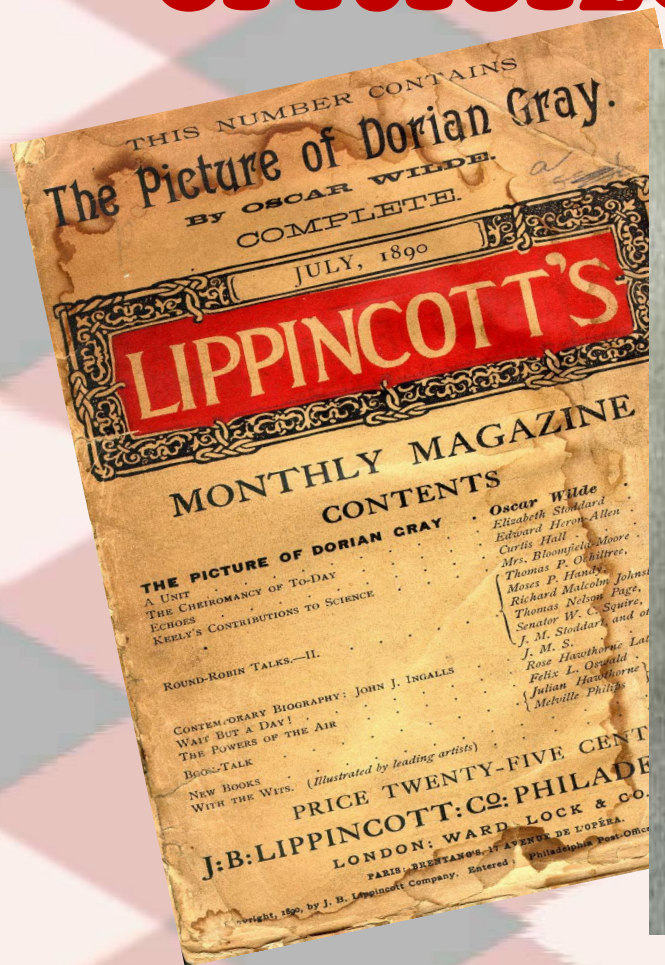 THIS NUMBER CONTAINS
The Picture of Dorian Gray.
BY OSCAR WILDE.
COMPLETE.
JULY, 1890
LIPPINCOTT'S
MONTHLY MAGAZINE
CONTENTS
THE PICTURE OF DORIAN GRAY . Oscar Wilde .
A UNIT Elizabeth Stoddard
THE CHEIROMANCY OF TO-DAY Edward Heron-Allen
ECHOES Curtis Hall
KEELY'S CONTRIBUTIONS TO SCIENCE Mrs. Bloomfield-Moore
Thomas P. Ochiltree,
Moses P. Handy,
Richard Malcolm Johnst
ROUND-ROBIN TALKS.—II. Thomas Nelson Page,
Senator W. C. Squire,
J. M. Stoddart, and ot
CONTEMPORARY BIOGRAPHY: JOHN J. INGALLS J. M. S.
WAIT BUT A DAY! Rose Hawthorne Lat
THE POWERS OF THE AIR Felix L. Oswald
BOOK-TALK Julian Hawthorne
NEW BOOKS Melville Philips
WITH THE WITS. (Illustrated by leading artists)
PRICE TWENTY-FIVE CENT
J:B:LIPPINCOTT:CO: PHILADE
LONDON: WARD, LOCK & CO.
PARIS: BRENTANO'S, 17 AVENUE DE L'OPÉRA.
Copyright, 1890, by J. B. Lippincott Company. Entered Philadelphia Post-Office